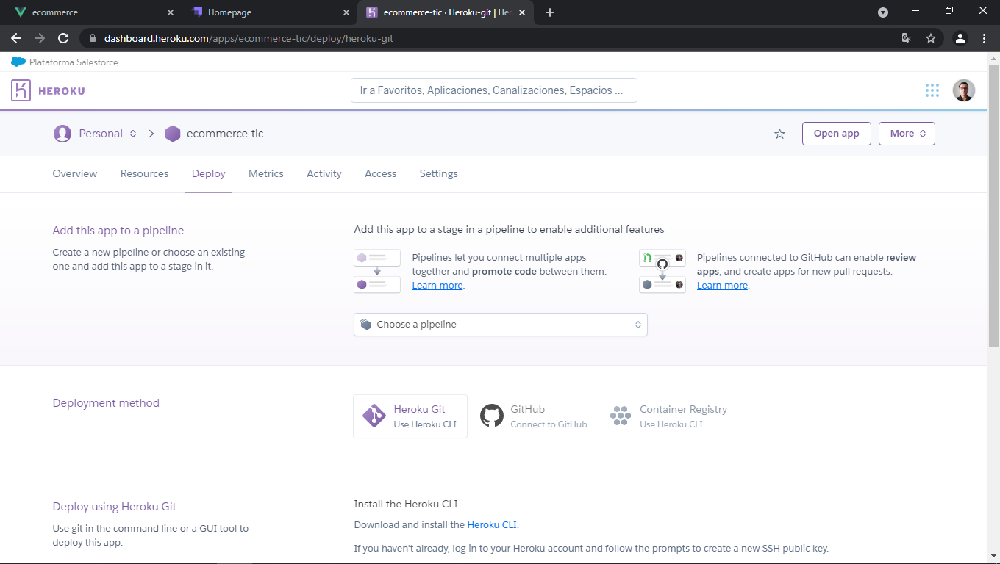 ecommerce
Homepage
ecommerce-tic · Heroku-git | Her
dashboard.heroku.com/apps/ecommerce-tic/deploy/heroku-git
Plataforma Salesforce
HEROKU
Ir a Favoritos, Aplicaciones, Canalizaciones, Espacios ...
Personal
ecommerce-tic
Open app
More
Overview
Resources
Deploy
Metrics
Activity
Access
Settings
Add this app to a pipeline
Create a new pipeline or choose an existing
one and add this app to a stage in it.
Add this app to a stage in a pipeline to enable additional features
Pipelines let you connect multiple apps
together and promote code between them.
Learn more.
Pipelines connected to GitHub can enable review
apps, and create apps for new pull requests.
Learn more.
Choose a pipeline
Deployment method
Heroku Git
Use Heroku CLI
GitHub
Connect to GitHub
Container Registry
Use Heroku CLI
Deploy using Heroku Git
Use git in the command line or a GUI tool to
deploy this app.
Install the Heroku CLI
Download and install the Heroku CLI.
If you haven't already, log in to your Heroku account and follow the prompts to create a new SSH public key.